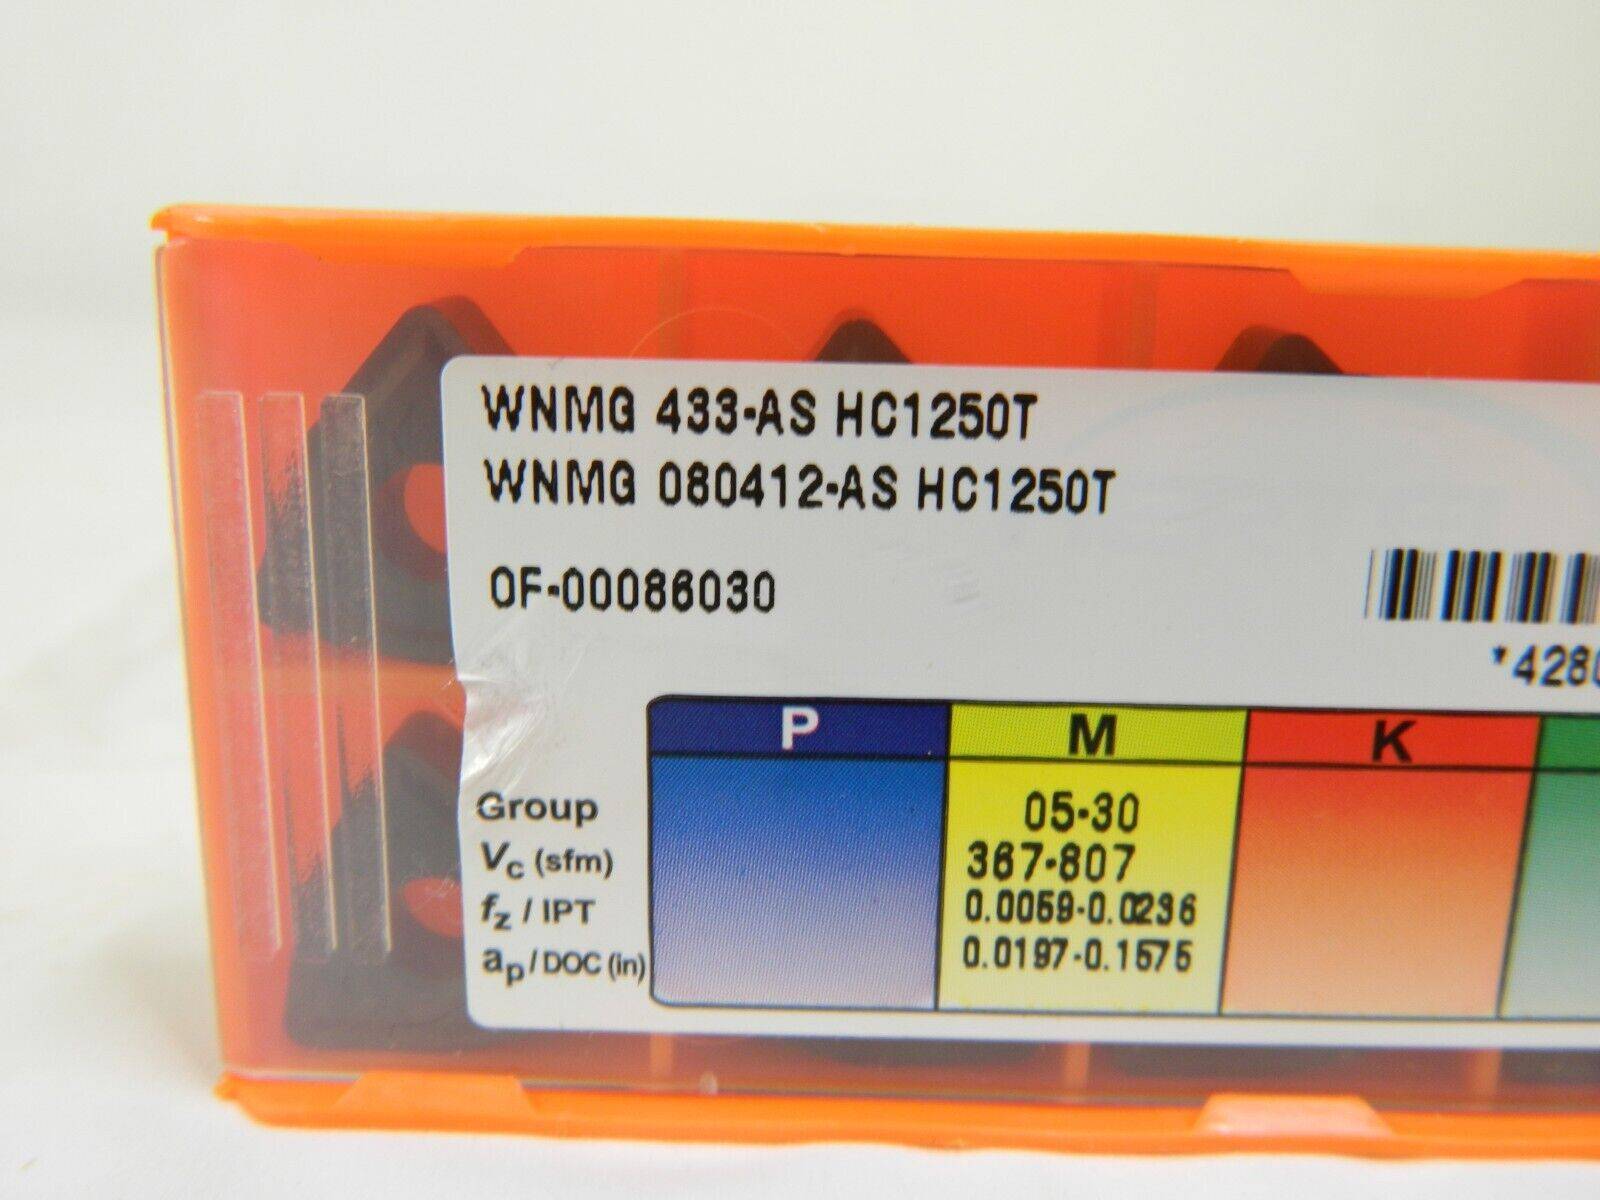 WNMG 433-AS HC1250T
WNMG 080412-AS HC1250T
OF-00086030
*4280
P M K
Group 05-30
Vc (sfm) 367-807
fz / IPT 0.0059-0.0236
ap / DOC (in) 0.0197-0.1575